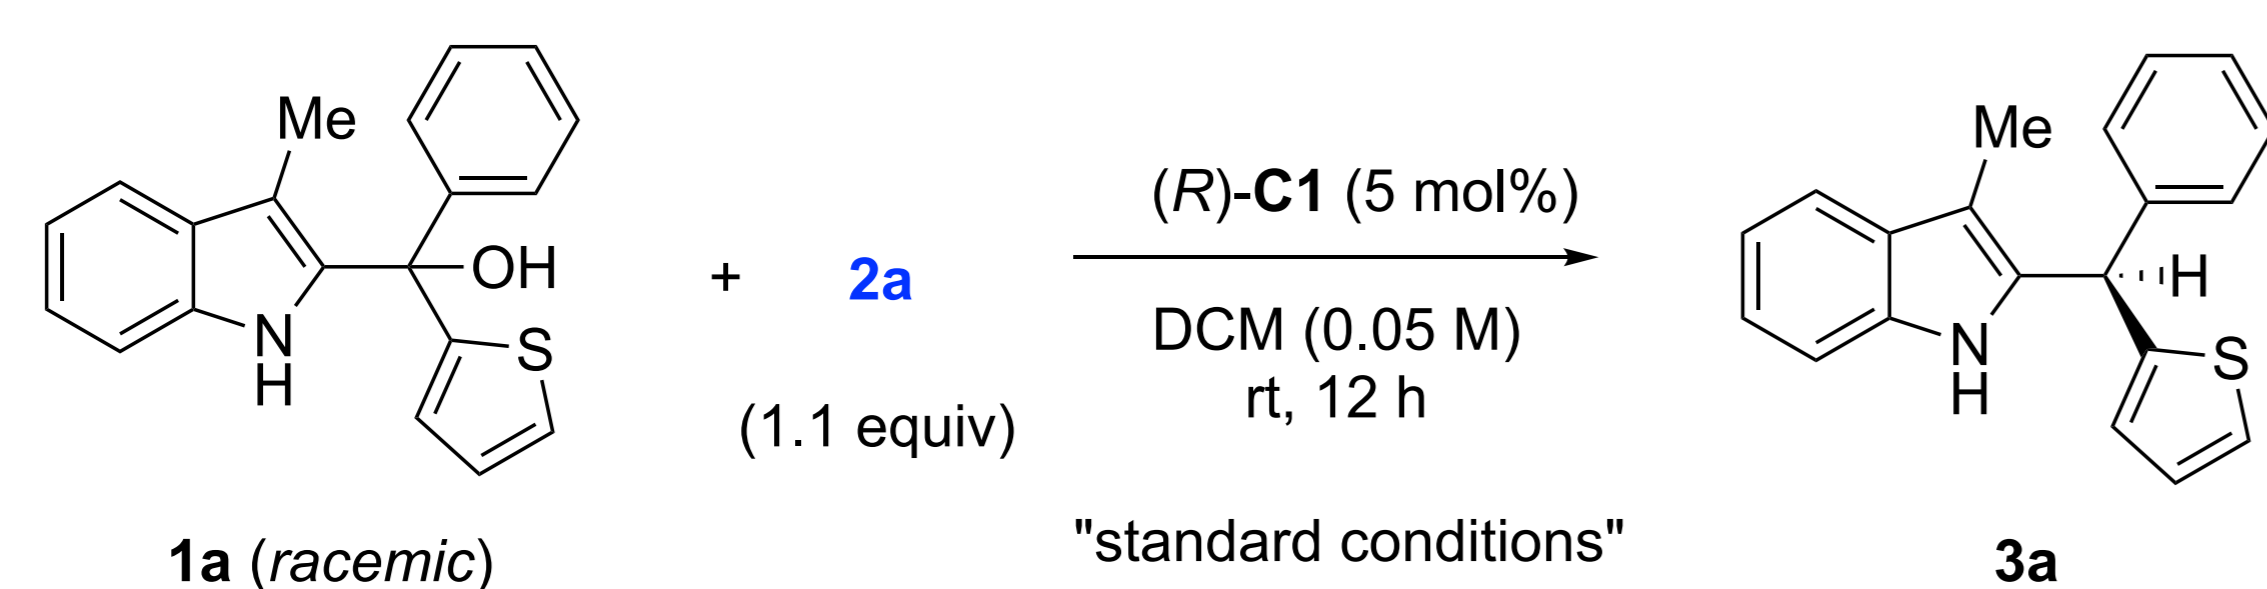 Me
OH
N
H
S
1a (racemic)
+
2a
(1.1 equiv)
(R)-C1 (5 mol%)
DCM (0.05 M)
rt, 12 h
"standard conditions"
Me
H
N
H
S
3a